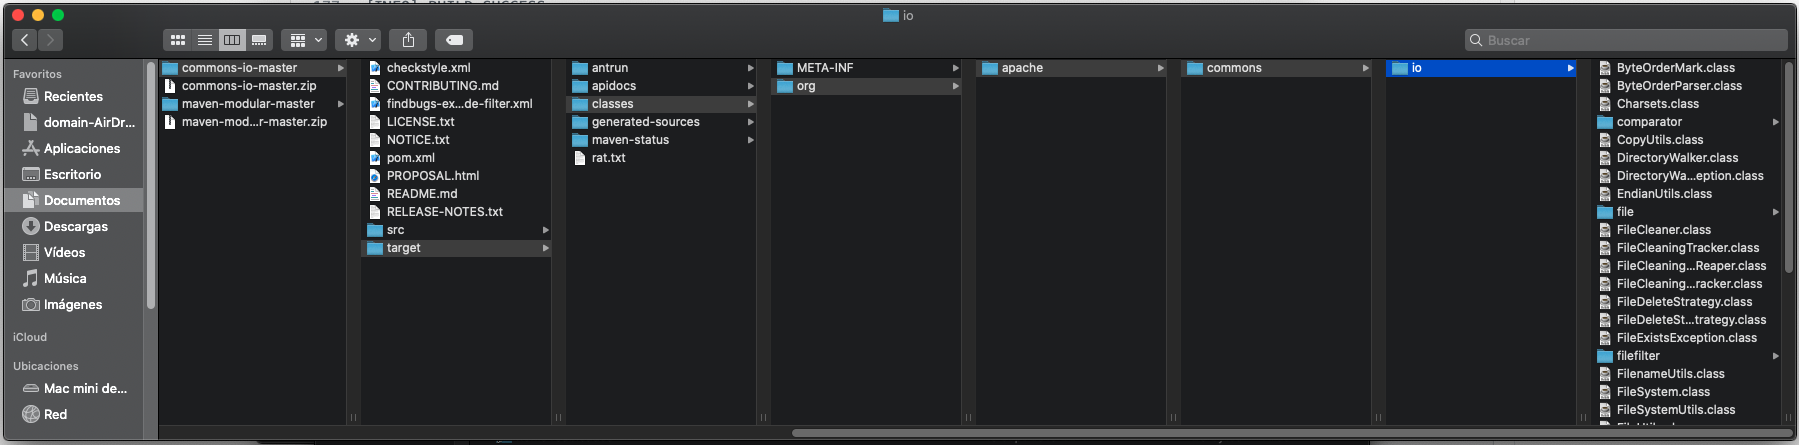 177 [INFO] BUILD SUCCESS
io
Buscar
Favoritos
Recientes
domain-AirDr...
Aplicaciones
Escritorio
Documentos
Descargas
Vídeos
Música
Imágenes
iCloud
Ubicaciones
Mac mini de...
Red
commons-io-master
commons-io-master.zip
maven-modular-master
maven-mod...r-master.zip
checkstyle.xml
CONTRIBUTING.md
findbugs-ex...de-filter.xml
LICENSE.txt
NOTICE.txt
pom.xml
PROPOSAL.html
README.md
RELEASE-NOTES.txt
src
target
antrun
apidocs
classes
generated-sources
maven-status
rat.txt
META-INF
org
apache
commons
io
ByteOrderMark.class
ByteOrderParser.class
Charsets.class
comparator
CopyUtils.class
DirectoryWalker.class
DirectoryWa...eption.class
EndianUtils.class
file
FileCleaner.class
FileCleaningTracker.class
FileCleaning...Reaper.class
FileCleaning...racker.class
FileDeleteStrategy.class
FileDeleteSt...trategy.class
FileExistsException.class
filefilter
FilenameUtils.class
FileSystem.class
FileSystemUtils.class